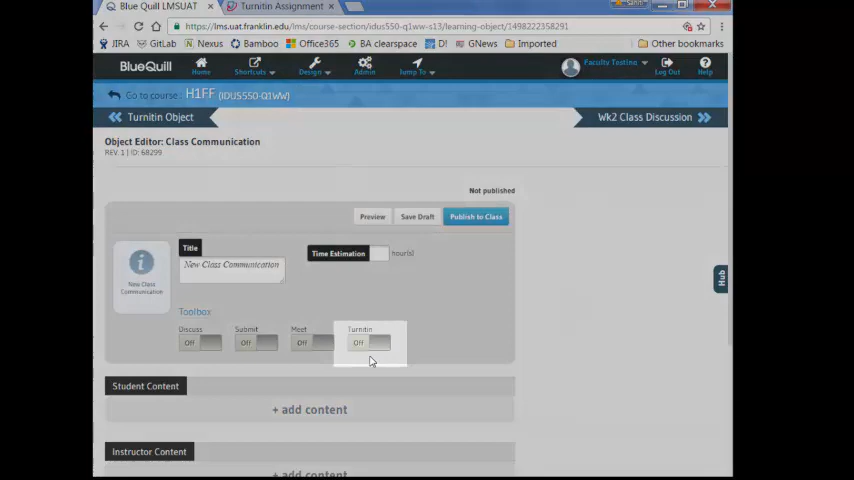 Blue Quill LMSUAT × Turnitin Assignment ×
https://lms.uat.franklin.edu/lms/course-section/idus550-q1ww-s13/learning-object/1498222358291
JIRA GitLab Nexus Bamboo Office365 BA clearspace D! GNews Imported Other bookmarks
BlueQuill Home Shortcuts Design Admin Jump To Faculty Testing Log Out Help
Go to course: H1FF (IDUS550-Q1WW)
Turnitin Object Wk2 Class Discussion
Object Editor: Class Communication
REV. 1 | ID: 68299
Not published
Preview Save Draft Publish to Class
Title Time Estimation hour(s)
New Class Communication
New Class
Communication
Toolbox
Discuss Submit Meet Turnitin
Off Off Off Off
Hub
Student Content
+ add content
Instructor Content
+ add content